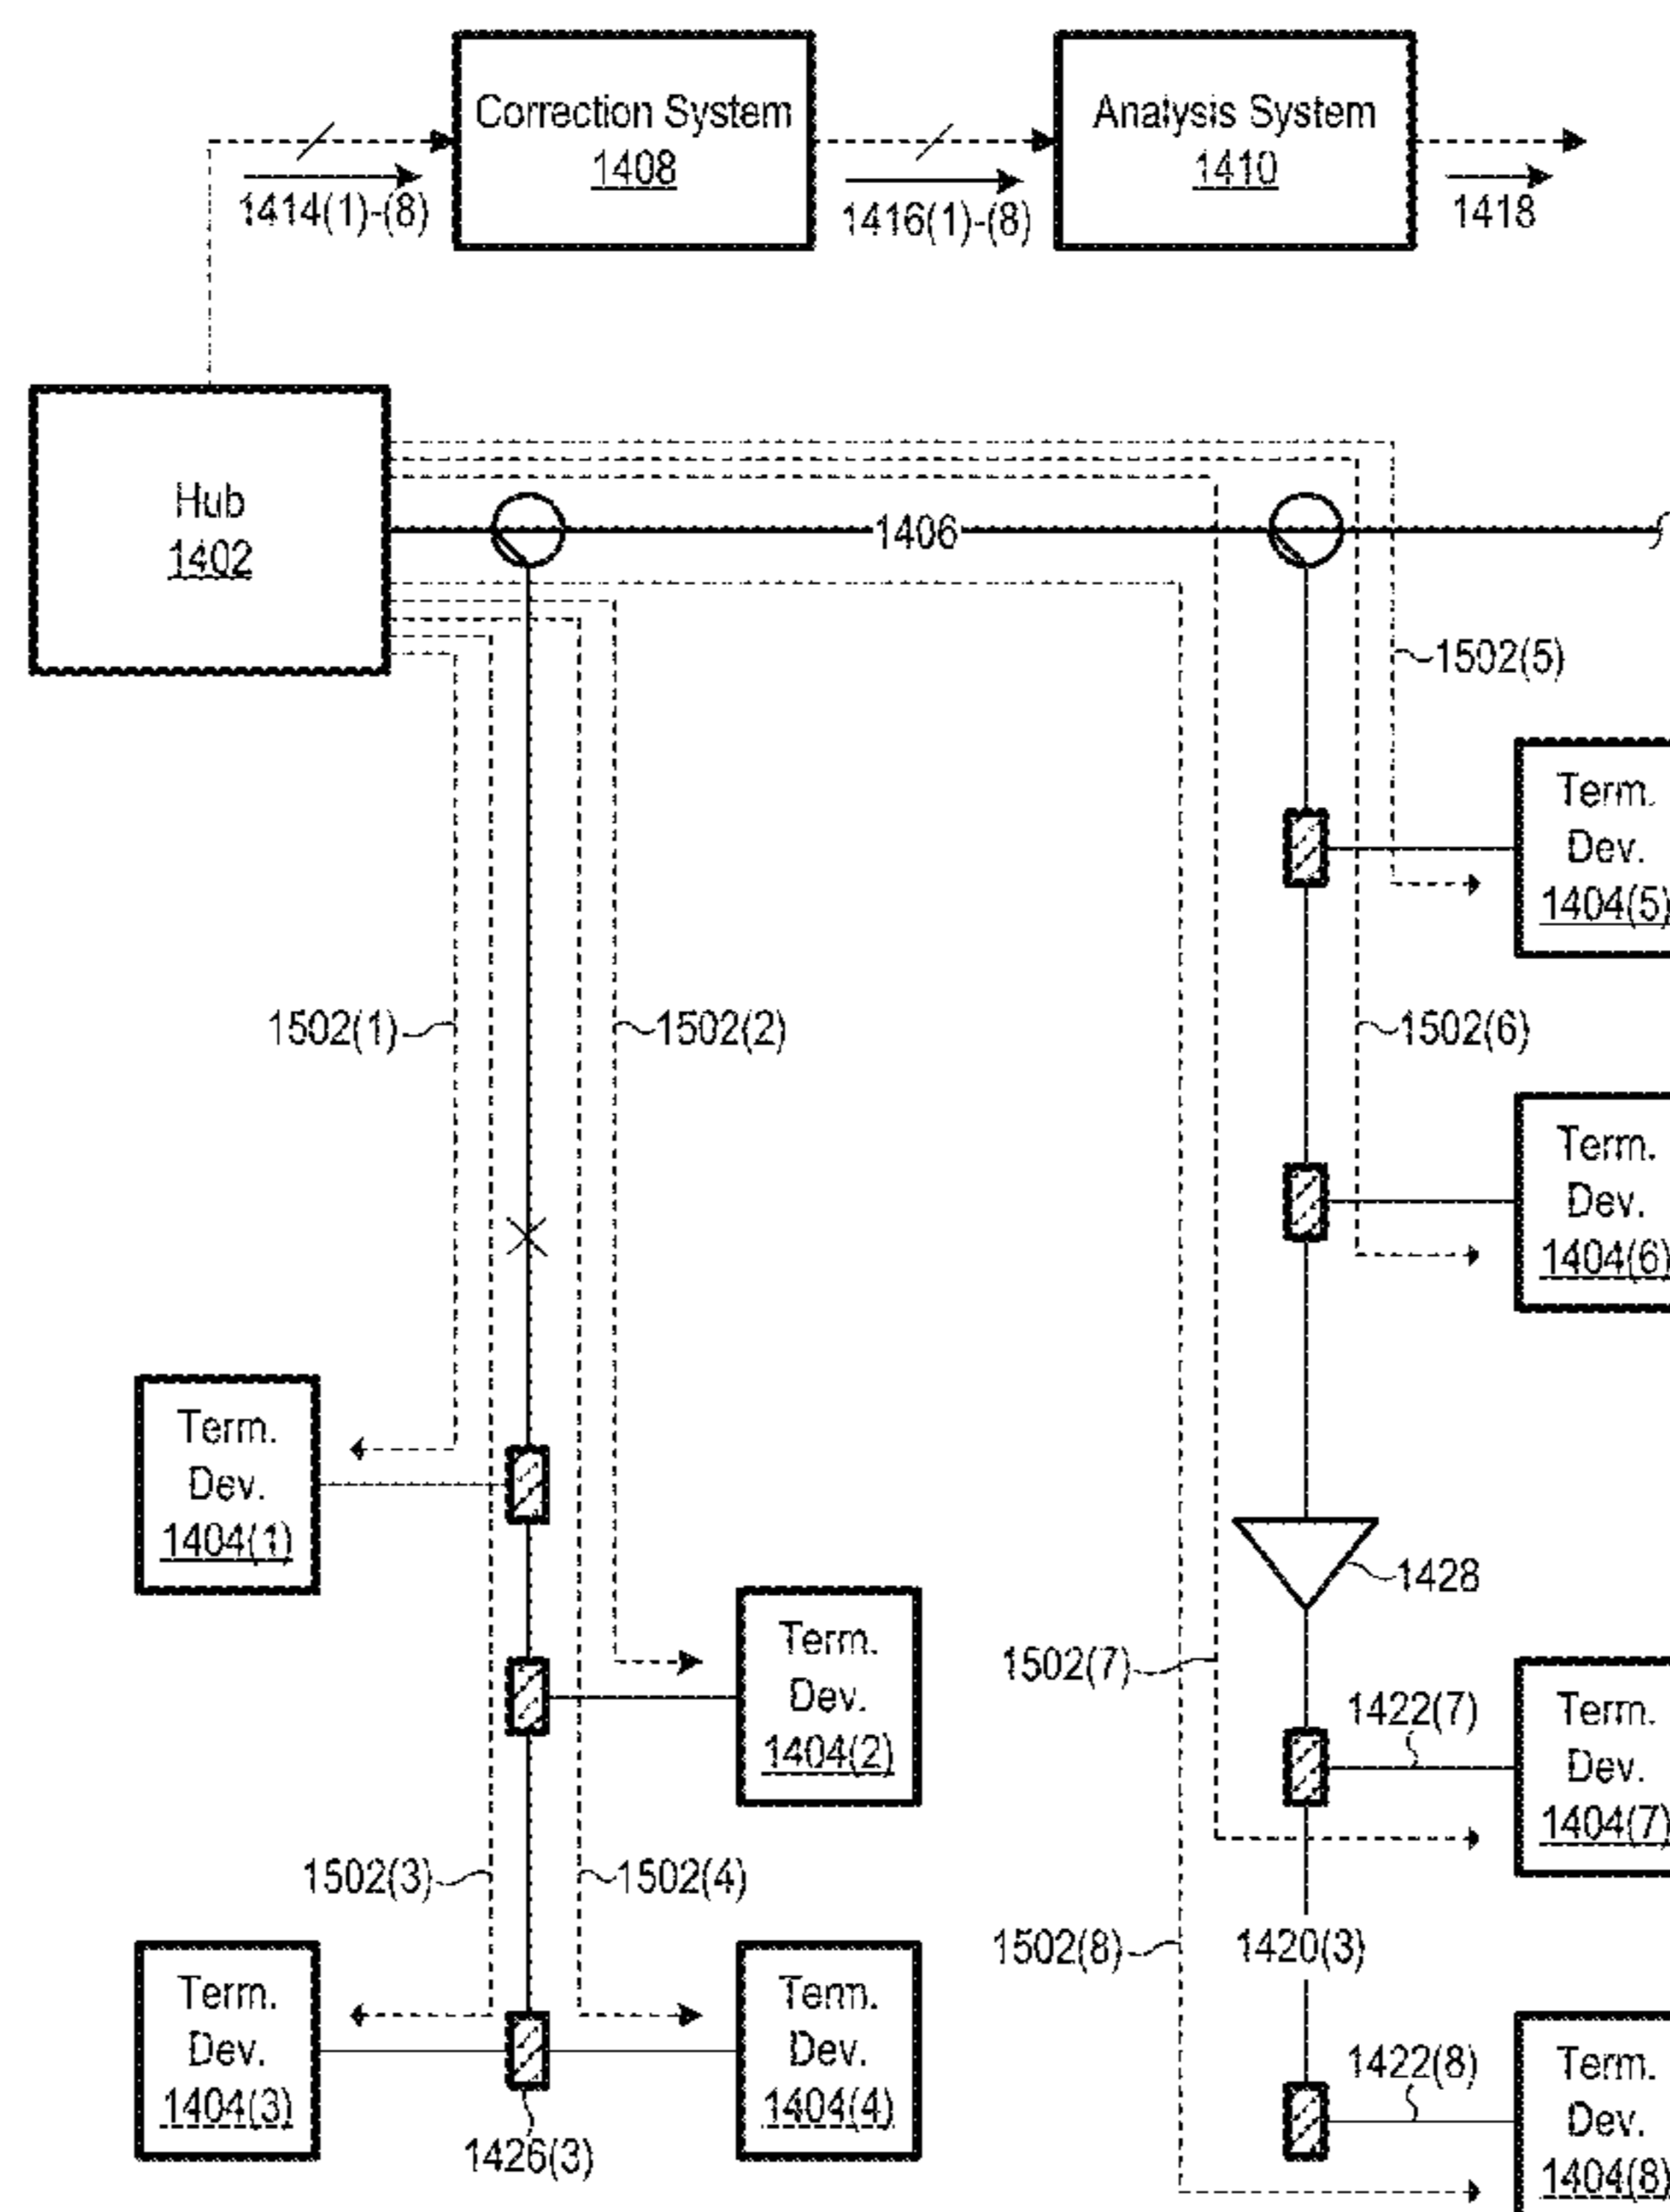 Correction System
1408
Analysis System
1410
1414(1)-(8)
1416(1)-(8)
1418
Hub
1402
1406
1502(5)
Term.
Dev.
1404(5)
1502(1)
1502(2)
1502(6)
Term.
Dev.
1404(6)
Term.
Dev.
1404(1)
1428
Term.
Dev.
1404(2)
1502(7)
1422(7)
Term.
Dev.
1404(7)
1502(3)
1502(4)
1502(8)
1420(3)
Term.
Dev.
1404(3)
Term.
Dev.
1404(4)
1426(3)
1422(8)
Term.
Dev.
1404(8)